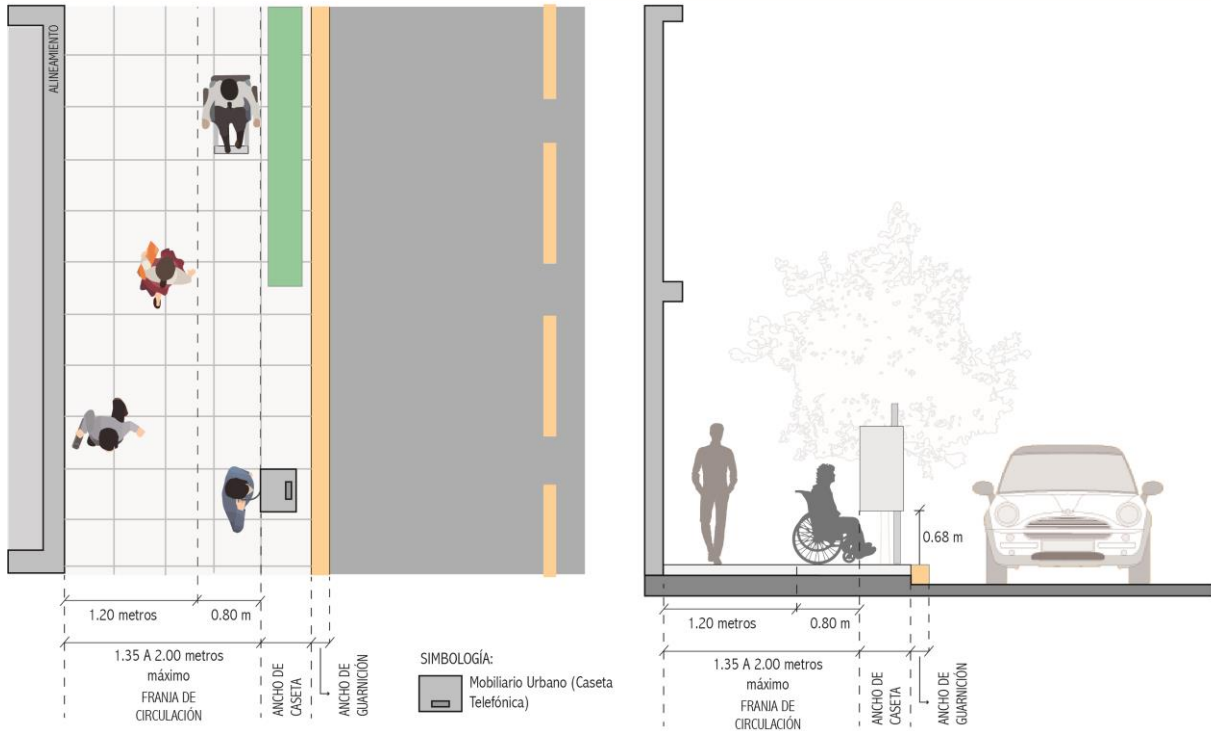 ALINEAMIENTO
1.20 metros
0.80 m
1.35 A 2.00 metros
máximo
FRANJA DE
CIRCULACIÓN
ANCHO DE
CASETA
ANCHO DE
GUARNICIÓN
SIMBOLOGÍA:
Mobiliario Urbano (Caseta
Telefónica)
0.68 m
1.20 metros
0.80 m
1.35 A 2.00 metros
máximo
FRANJA DE
CIRCULACIÓN
ANCHO DE
CASETA
ANCHO DE
GUARNICIÓN